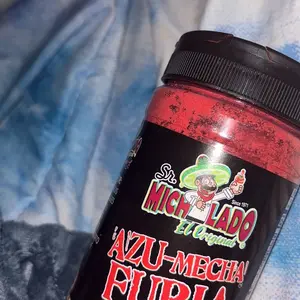 Sr.
MICHELADO
Since 1971
El Original
AZU-MECHA
FURIA